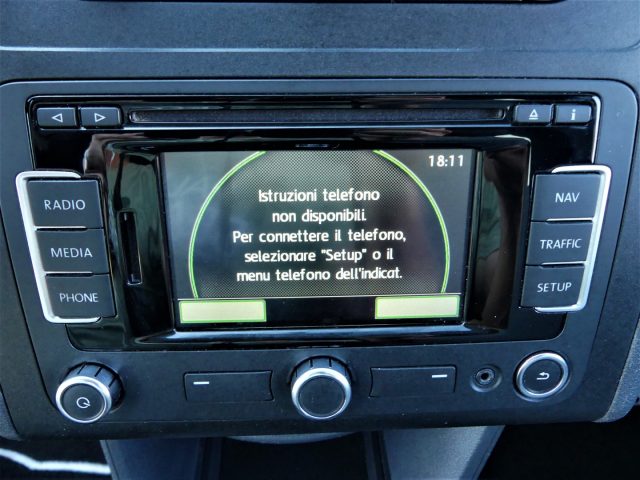 i
18:11
RADIO
MEDIA
PHONE
Istruzioni telefono
non disponibili.
Per connettere il telefono,
selezionare "Setup" o il
menu telefono dell'indicat.
NAV
TRAFFIC
SETUP